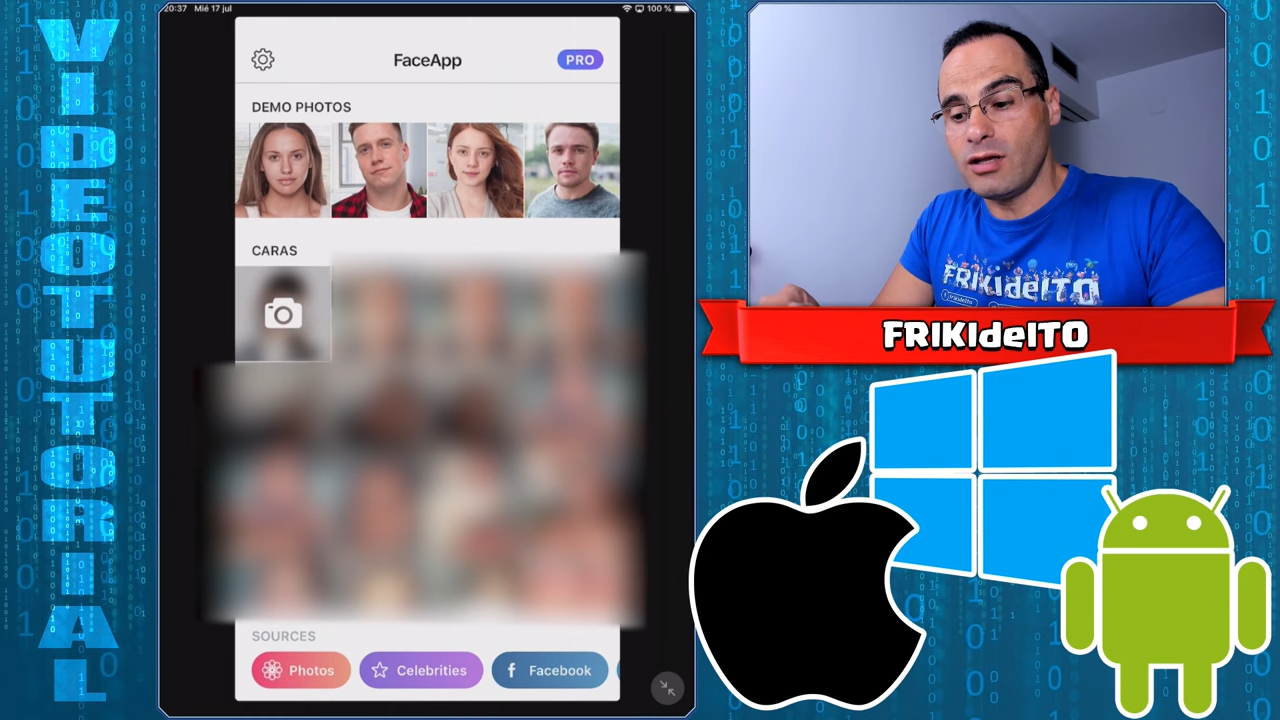 VIDEOTUTORIAL
20:37 Mié 17 jul
100 %
FaceApp
PRO
DEMO PHOTOS
CARAS
SOURCES
Photos
Celebrities
f Facebook
FRIKIdelTO
FRIKIdelTO